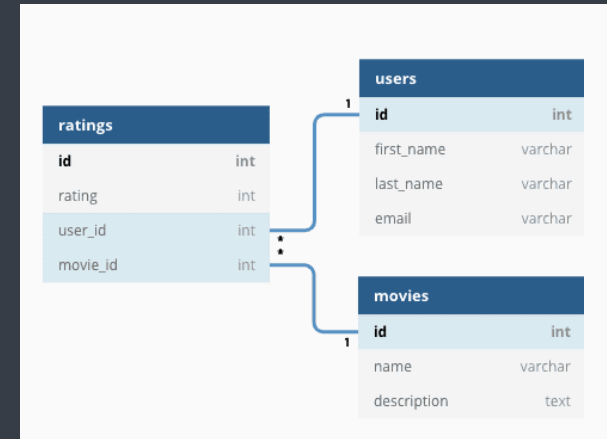 ratings
id int
rating int
user_id int
movie_id int
1
*
*
1
users
id int
first_name varchar
last_name varchar
email varchar
movies
id int
name varchar
description text